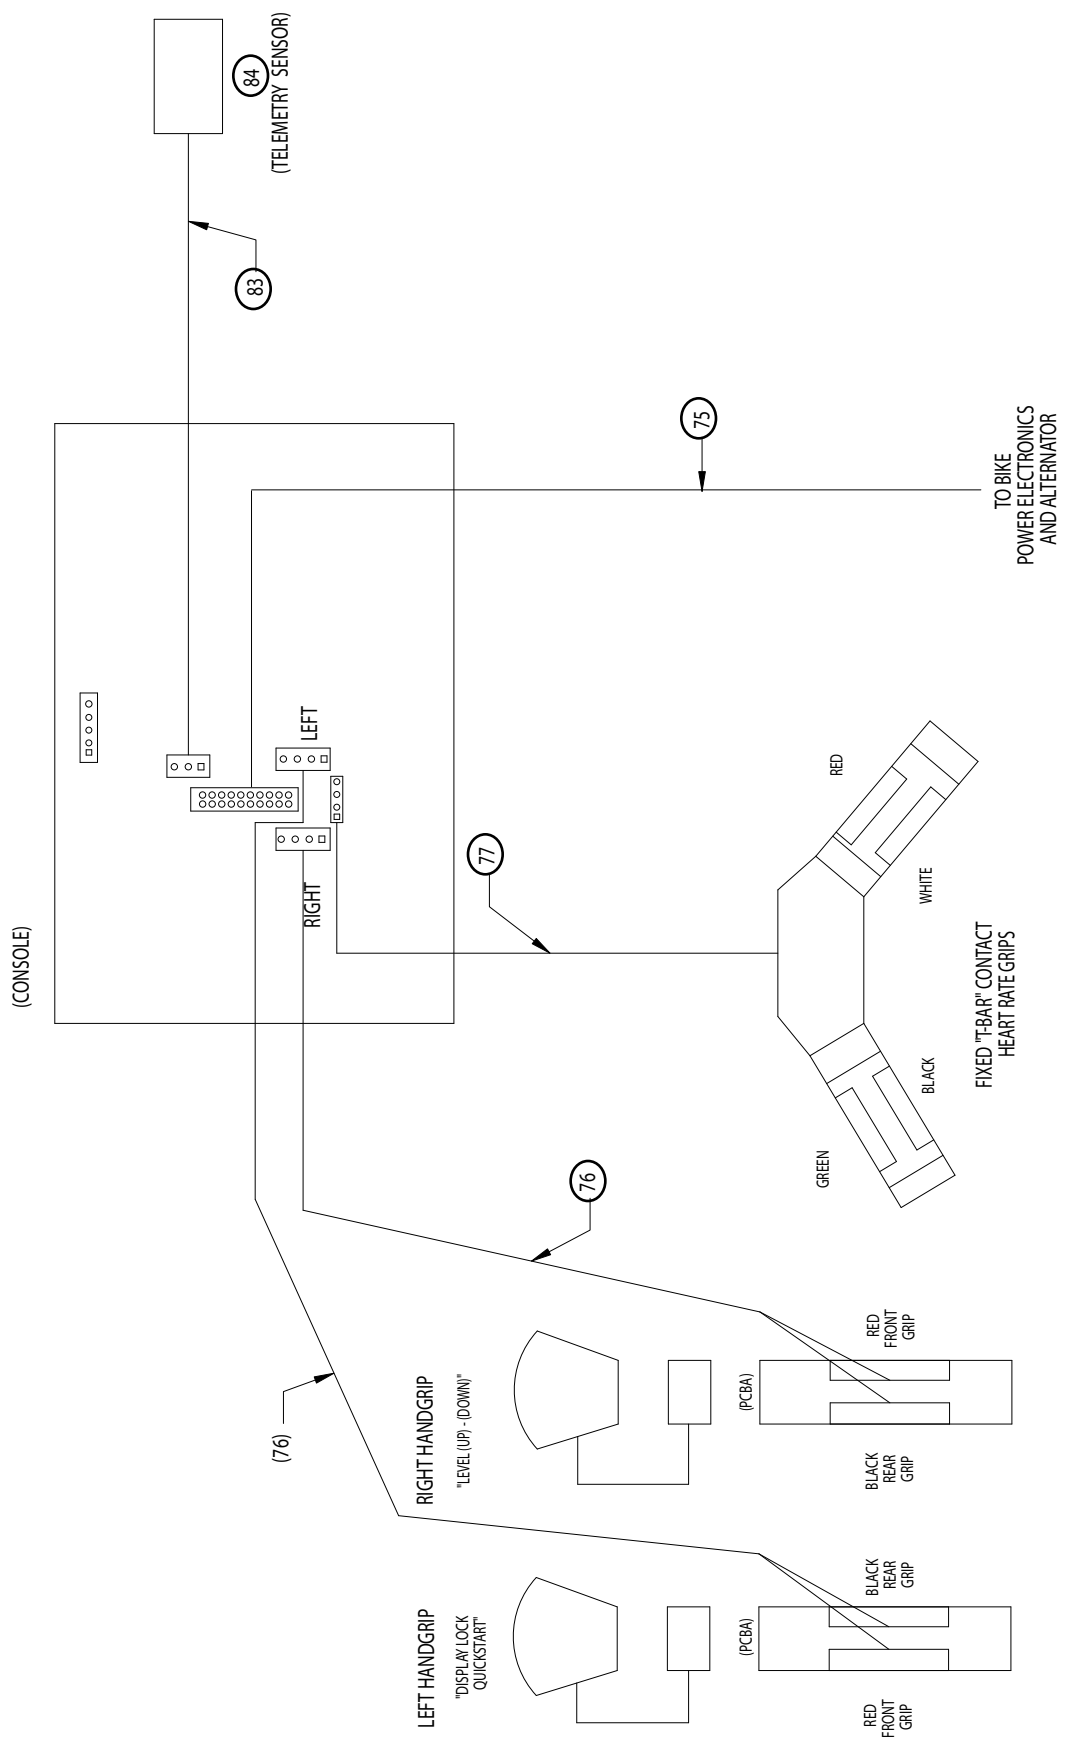 (CONSOLE)
84
(TELEMETRY SENSOR)
83
75
TO BIKE
POWER ELECTRONICS
AND ALTERNATOR
LEFT
RIGHT
77
RED
WHITE
FIXED "T-BAR" CONTACT
HEART RATE GRIPS
BLACK
GREEN
76
(76)
RIGHT HANDGRIP
"LEVEL (UP) - (DOWN)"
(PCBA)
RED
FRONT
GRIP
BLACK
REAR
GRIP
LEFT HANDGRIP
"DISPLAY LOCK
QUICKSTART"
(PCBA)
BLACK
REAR
GRIP
RED
FRONT
GRIP